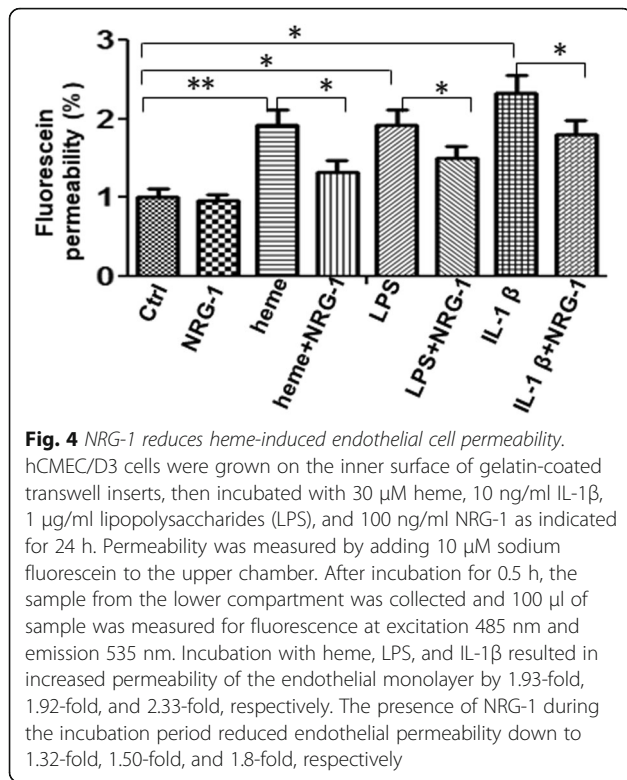 *
*
**
*
*
*
Fluorescein
permeability (%)
3
2
1
0
Ctrl
NRG-1
heme
heme+NRG-1
LPS
LPS+NRG-1
IL-1 β
IL-1 β+NRG-1
Fig. 4 NRG-1 reduces heme-induced endothelial cell permeability.
hCMEC/D3 cells were grown on the inner surface of gelatin-coated
transwell inserts, then incubated with 30 μM heme, 10 ng/ml IL-1β,
1 μg/ml lipopolysaccharides (LPS), and 100 ng/ml NRG-1 as indicated
for 24 h. Permeability was measured by adding 10 μM sodium
fluorescein to the upper chamber. After incubation for 0.5 h, the
sample from the lower compartment was collected and 100 μl of
sample was measured for fluorescence at excitation 485 nm and
emission 535 nm. Incubation with heme, LPS, and IL-1β resulted in
increased permeability of the endothelial monolayer by 1.93-fold,
1.92-fold, and 2.33-fold, respectively. The presence of NRG-1 during
the incubation period reduced endothelial permeability down to
1.32-fold, 1.50-fold, and 1.8-fold, respectively